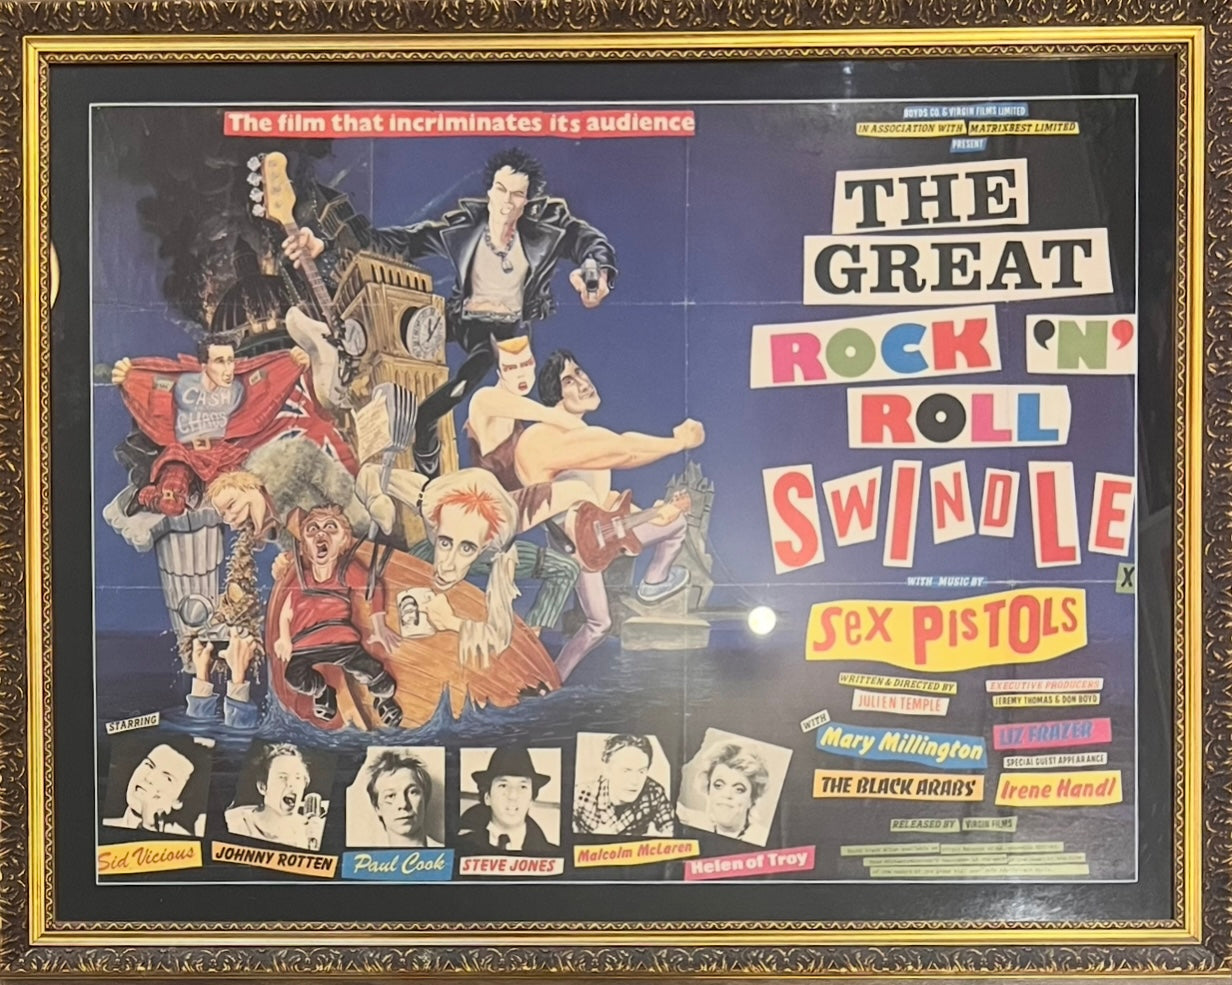 The film that incriminates its audience
BOYDS CO. & VIRGIN FILMS LIMITED
IN ASSOCIATION WITH MATRIXBEST LIMITED
PRESENT
THE
GREAT
ROCK 'N'
ROLL
SWINDLE
X
WITH MUSIC BY
SEX PISTOLS
WRITTEN & DIRECTED BY
JULIEN TEMPLE
EXECUTIVE PRODUCERS
JEREMY THOMAS & DON BOYD
WITH
Mary Millington
LIZ FRAZER
SPECIAL GUEST APPEARANCE
THE BLACK ARABS
Irene Handl
RELEASED BY VIRGIN FILMS
CASH
CHAOS
STARRING
Sid Vicious
JOHNNY ROTTEN
Paul Cook
STEVE JONES
Malcolm McLaren
Helen of Troy